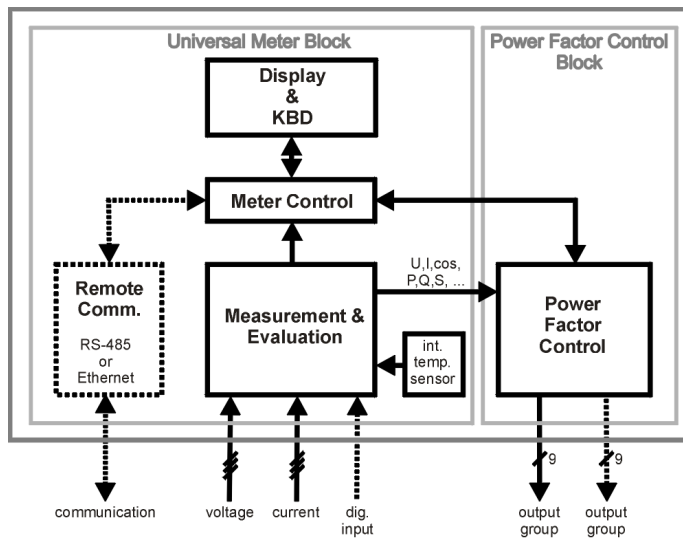 Universal Meter Block
Power Factor Control
Block
Display
&
KBD
Meter Control
U,I,cos,
P,Q,S, ...
Remote
Comm.
RS-485
or
Ethernet
Measurement &
Evaluation
int.
temp.
sensor
Power
Factor
Control
9
9
communication
voltage
current
dig.
input
output
group
output
group